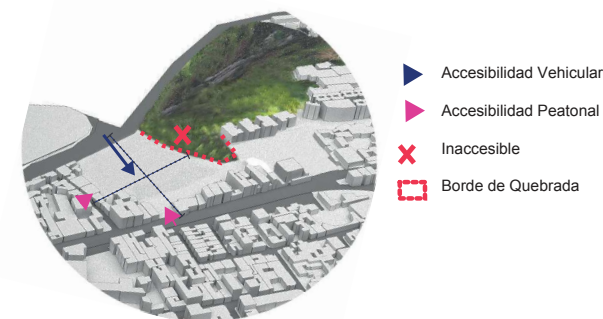 Accesibilidad Vehicular
Accesibilidad Peatonal
Inaccesible
Borde de Quebrada